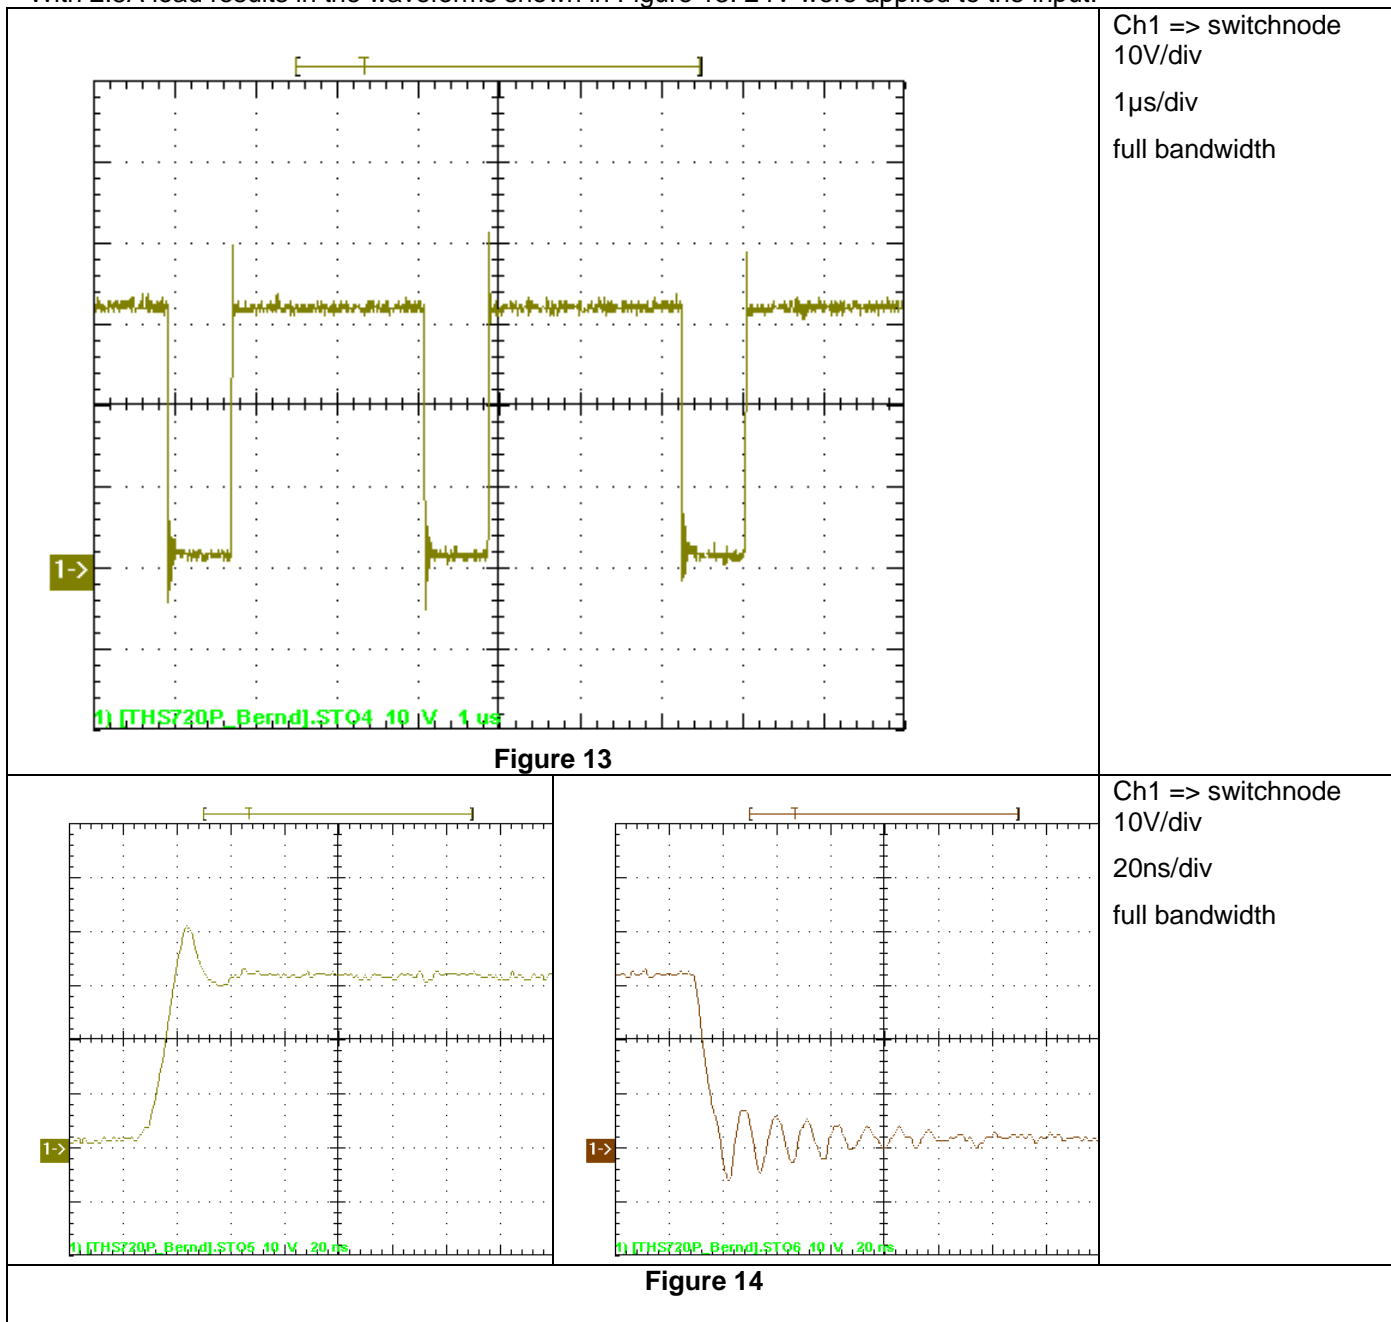 Ch1 => switchnode
10V/div
1µs/div
full bandwidth
1->
1) [THS720P_Bernd].STO4 10 V 1 us
Figure 13
Ch1 => switchnode
10V/div
20ns/div
full bandwidth
1->
1) [THS720P_Bernd].STO5 10 V 20 ns
1->
1) [THS720P_Bernd].STO6 10 V 20 ns
Figure 14